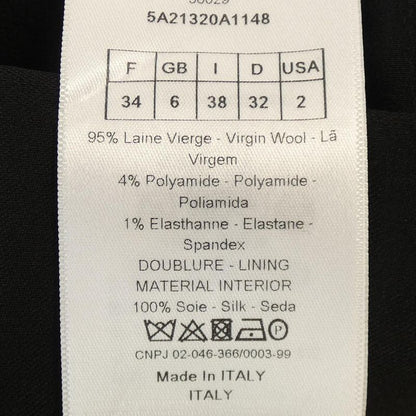 5A21320A1148
F GB I D USA
34 6 38 32 2
95% Laine Vierge - Virgin Wool - Lã
Virgem
4% Polyamide - Polyamide -
Poliamida
1% Elasthanne - Elastane -
Spandex
DOUBLURE - LINING
MATERIAL INTERIOR
100% Soie - Silk - Seda
P
CNPJ 02-046-366/0003-99
Made In ITALY
ITALY